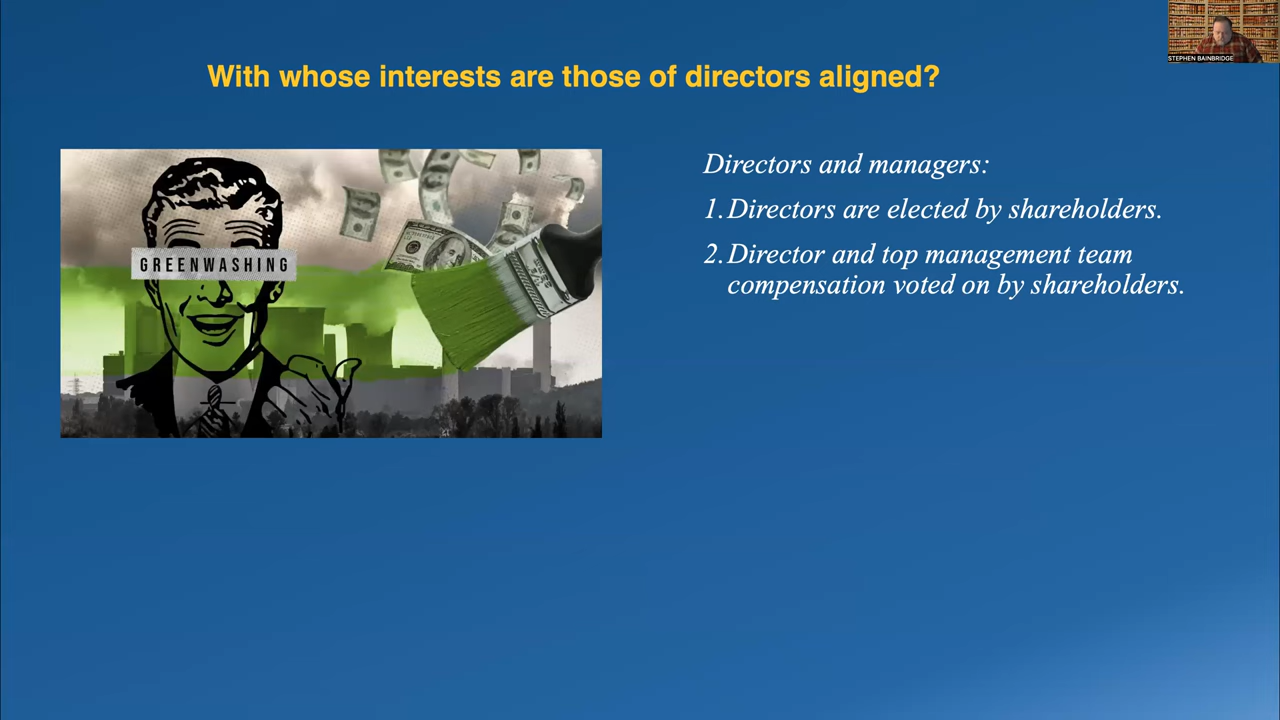 STEPHEN BAINBRIDGE
With whose interests are those of directors aligned?
GREENWASHING
Directors and managers:
1. Directors are elected by shareholders.
2. Director and top management team
compensation voted on by shareholders.